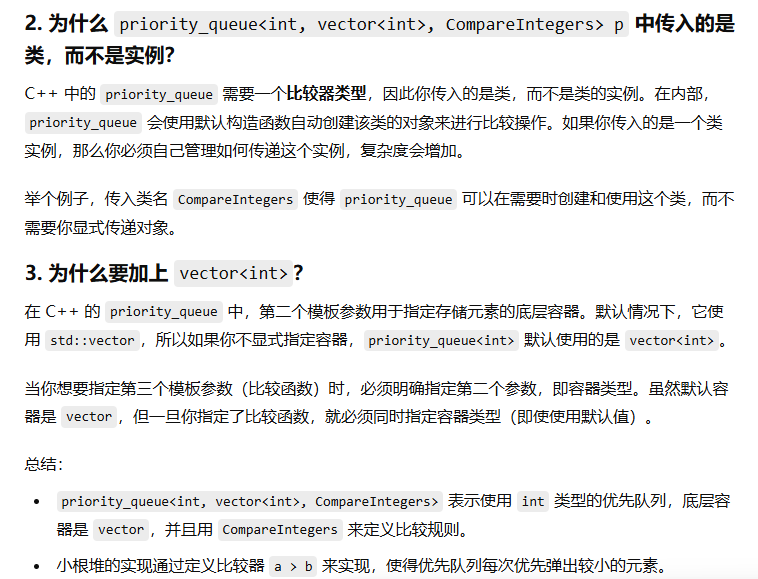 2. 为什么 priority_queue<int, vector<int>, CompareIntegers> p 中传入的是
类，而不是实例？
C++ 中的 priority_queue 需要一个比较器类型，因此你传入的是类，而不是类的实例。在内部，
priority_queue 会使用默认构造函数自动创建该类的对象来进行比较操作。如果你传入的是一个类
实例，那么你必须自己管理如何传递这个实例，复杂度会增加。
举个例子，传入类名 CompareIntegers 使得 priority_queue 可以在需要时创建和使用这个类，而不
需要你显式传递对象。
3. 为什么要加上 vector<int>？
在 C++ 的 priority_queue 中，第二个模板参数用于指定存储元素的底层容器。默认情况下，它使
用 std::vector，所以如果你不显式指定容器，priority_queue<int> 默认使用的是 vector<int>。
当你想要指定第三个模板参数（比较函数）时，必须明确指定第二个参数，即容器类型。虽然默认容
器是 vector，但一旦你指定了比较函数，就必须同时指定容器类型（即使使用默认值）。
总结：
• priority_queue<int, vector<int>, CompareIntegers> 表示使用 int 类型的优先队列，底层容
器是 vector，并且用 CompareIntegers 来定义比较规则。
• 小根堆的实现通过定义比较器 a > b 来实现，使得优先队列每次优先弹出较小的元素。